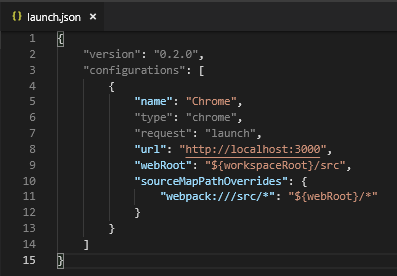 {} launch.json ×
1 {
2     "version": "0.2.0",
3     "configurations": [
4         {
5             "name": "Chrome",
6             "type": "chrome",
7             "request": "launch",
8             "url": "http://localhost:3000",
9             "webRoot": "${workspaceRoot}/src",
10             "sourceMapPathOverrides": {
11                 "webpack:///src/*": "${webRoot}/*"
12             }
13         }
14     ]
15 }